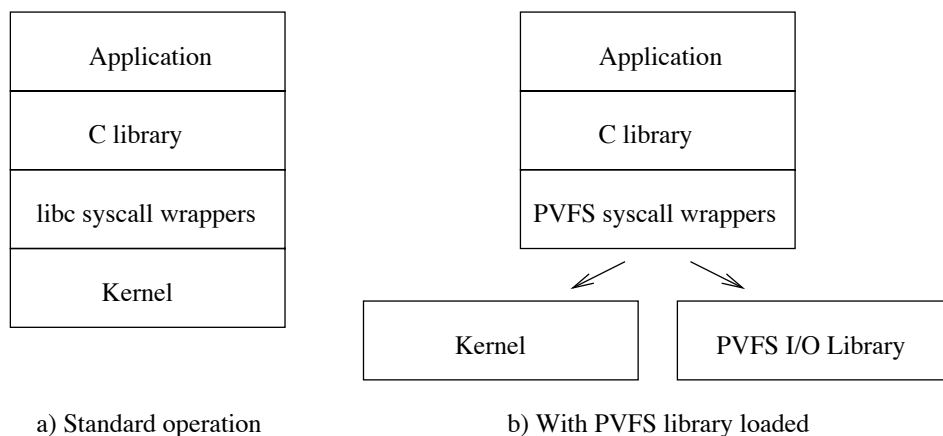 Application
C library
libc syscall wrappers
Kernel
a) Standard operation
Application
C library
PVFS syscall wrappers
Kernel
PVFS I/O Library
b) With PVFS library loaded